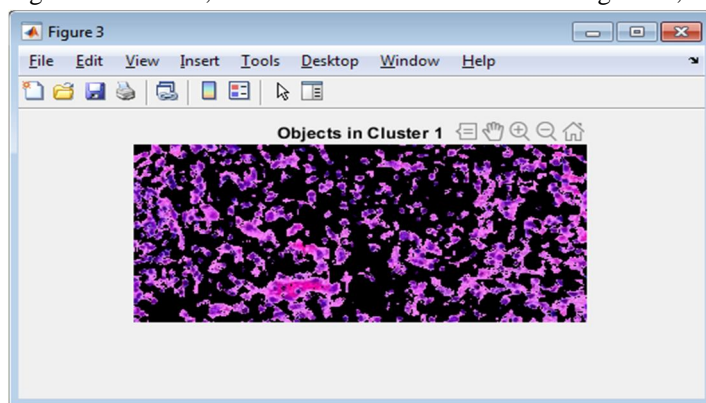 Figure 3
File Edit View Insert Tools Desktop Window Help
Objects in Cluster 1